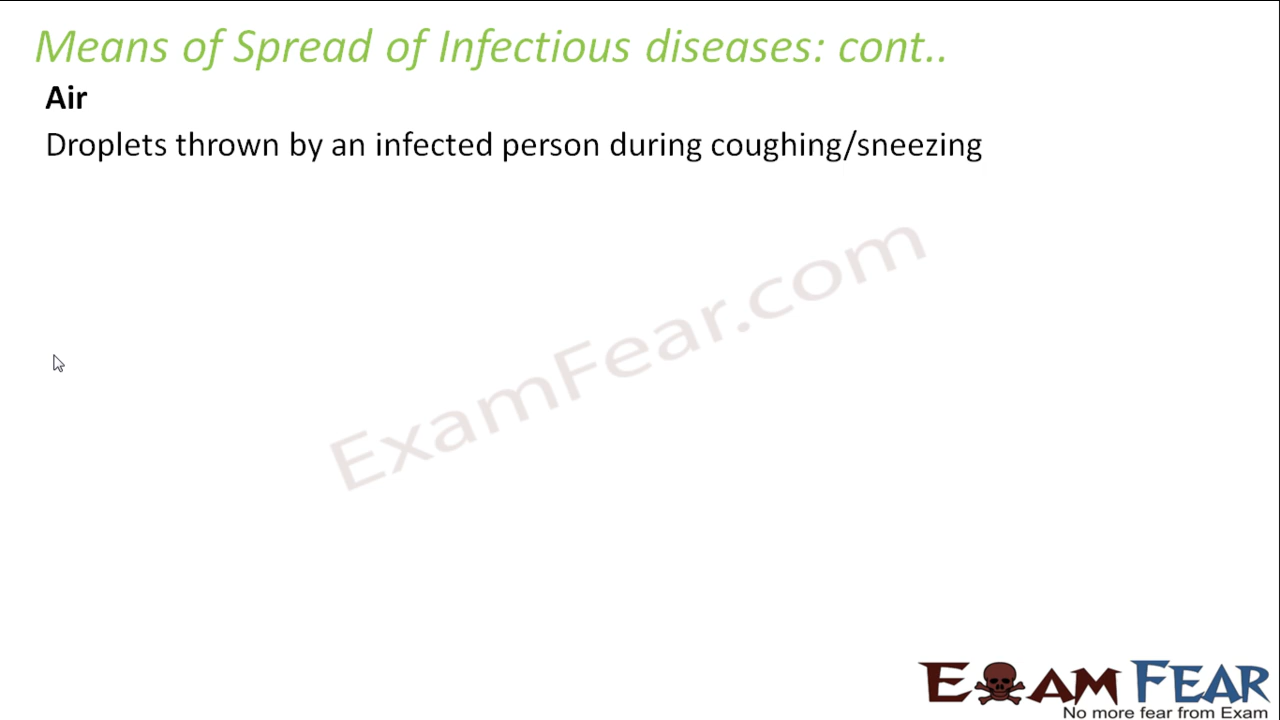 Means of Spread of Infectious diseases: cont..
Air
Droplets thrown by an infected person during coughing/sneezing
ExamFear.com
EXAM FEAR
No more fear from Exam